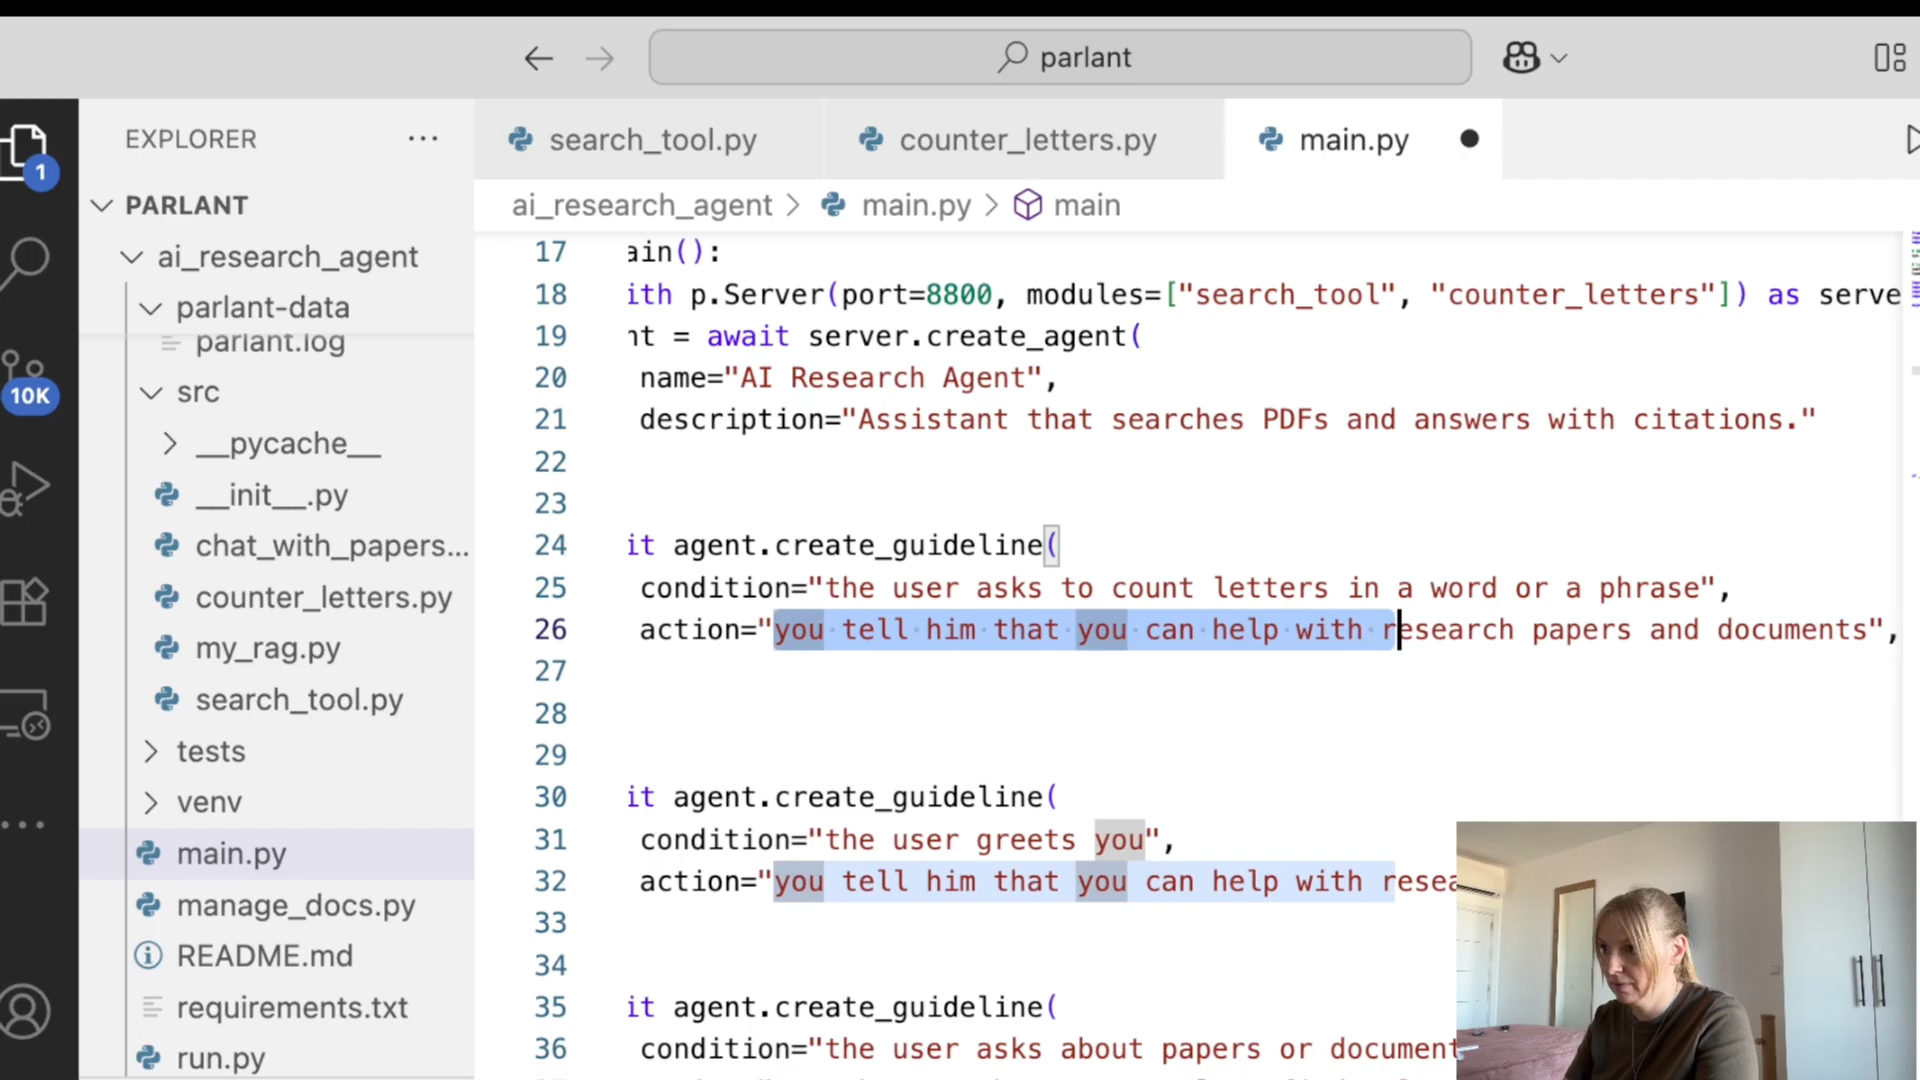 parlant
EXPLORER
search_tool.py
counter_letters.py
main.py
1
PARLANT
ai_research_agent > main.py > main
ai_research_agent
parlant-data
parlant.log
src
__pycache__
__init__.py
chat_with_papers...
counter_letters.py
my_rag.py
search_tool.py
tests
venv
main.py
manage_docs.py
README.md
requirements.txt
run.py
10K
17 ain():
18 ith p.Server(port=8800, modules=["search_tool", "counter_letters"]) as serve
19 nt = await server.create_agent(
20 name="AI Research Agent",
21 description="Assistant that searches PDFs and answers with citations."
22
23
24 it agent.create_guideline(
25 condition="the user asks to count letters in a word or a phrase",
26 action="you tell him that you can help with research papers and documents",
27
28
29
30 it agent.create_guideline(
31 condition="the user greets you",
32 action="you tell him that you can help with resea
33
34
35 it agent.create_guideline(
36 condition="the user asks about papers or document